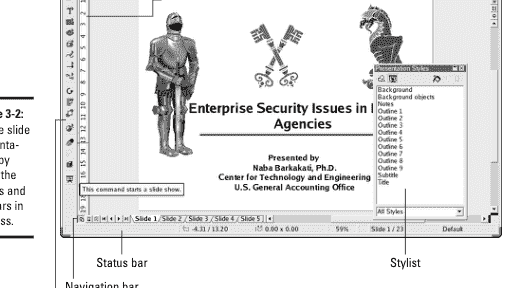 e 3-2:
e slide
nta-
by
the
s and
ars in
ss.
Presentation Styles
Background
Background objects
Notes
Outline 1
Outline 2
Outline 3
Outline 4
Outline 5
Outline 6
Outline 7
Outline 8
Outline 9
Subtitle
Title
All Styles
Enterprise Security Issues in
Agencies
Presented by
Naba Barkakati, Ph.D.
Center for Technology and Engineering
U.S. General Accounting Office
This command starts a slide show.
Slide 1 Slide 2 Slide 3 Slide 4 Slide 5
-4.31 / 13.20 0.00 x 0.00 59% Slide 1 / 23 Default
Status bar
Stylist
Navigation bar